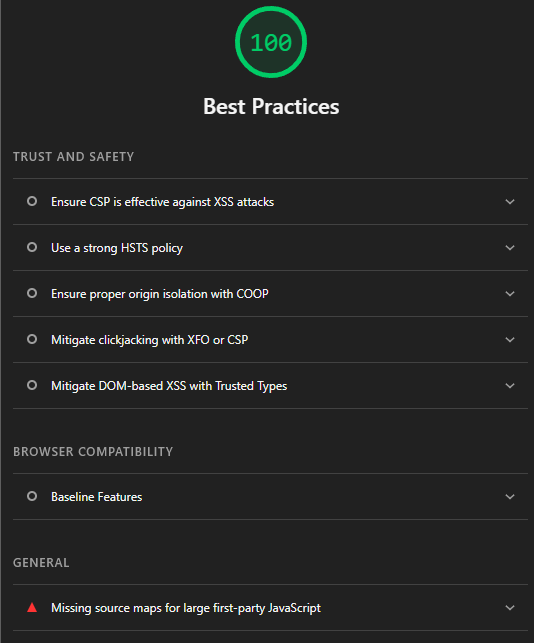 100
Best Practices
TRUST AND SAFETY
Ensure CSP is effective against XSS attacks
Use a strong HSTS policy
Ensure proper origin isolation with COOP
Mitigate clickjacking with XFO or CSP
Mitigate DOM-based XSS with Trusted Types
BROWSER COMPATIBILITY
Baseline Features
GENERAL
Missing source maps for large first-party JavaScript